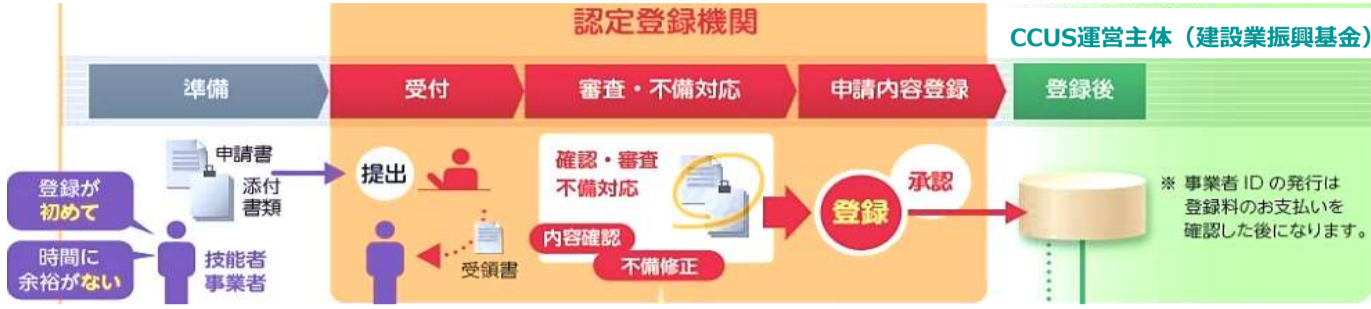 認定登録機関
CCUS運営主体（建設業振興基金）
準備
受付
審査・不備対応
申請内容登録
登録後
申請書
添付
書類
登録が
初めて
時間に
余裕がない
技能者
事業者
提出
受領書
確認・審査
不備対応
内容確認
不備修正
登録
承認
※ 事業者 ID の発行は
登録料のお支払いを
確認した後になります。